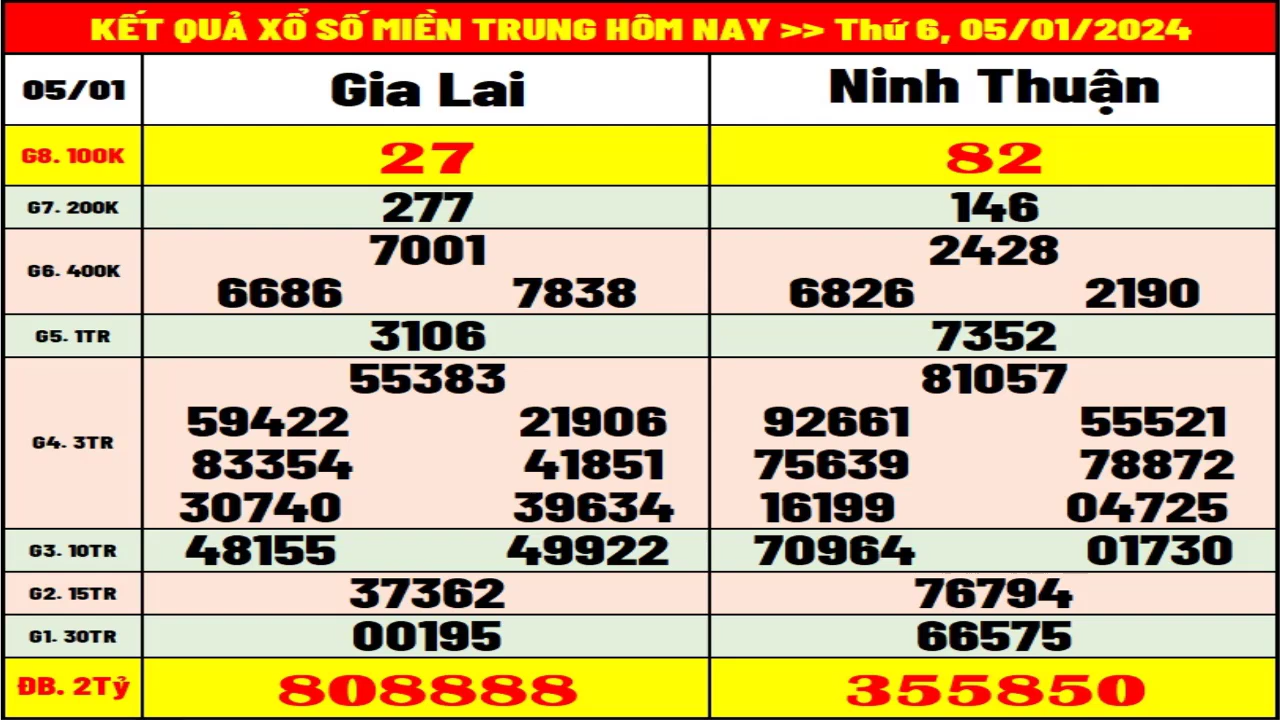 KẾT QUẢ XỔ SỐ MIỀN TRUNG HÔM NAY >> Thứ 6, 05/01/2024
05/01 Gia Lai Ninh Thuận
G8. 100K 27 82
G7. 200K 277 146
7001 2428
G6. 400K
6686 7838 6826 2190
G5. 1TR 3106 7352
55383 81057
59422 21906 92661 55521
G4. 3TR
83354 41851 75639 78872
30740 39634 16199 04725
G3. 10TR 48155 49922 70964 01730
G2. 15TR 37362 76794
G1. 30TR 00195 66575
ĐB. 2Tỷ 808888 355850